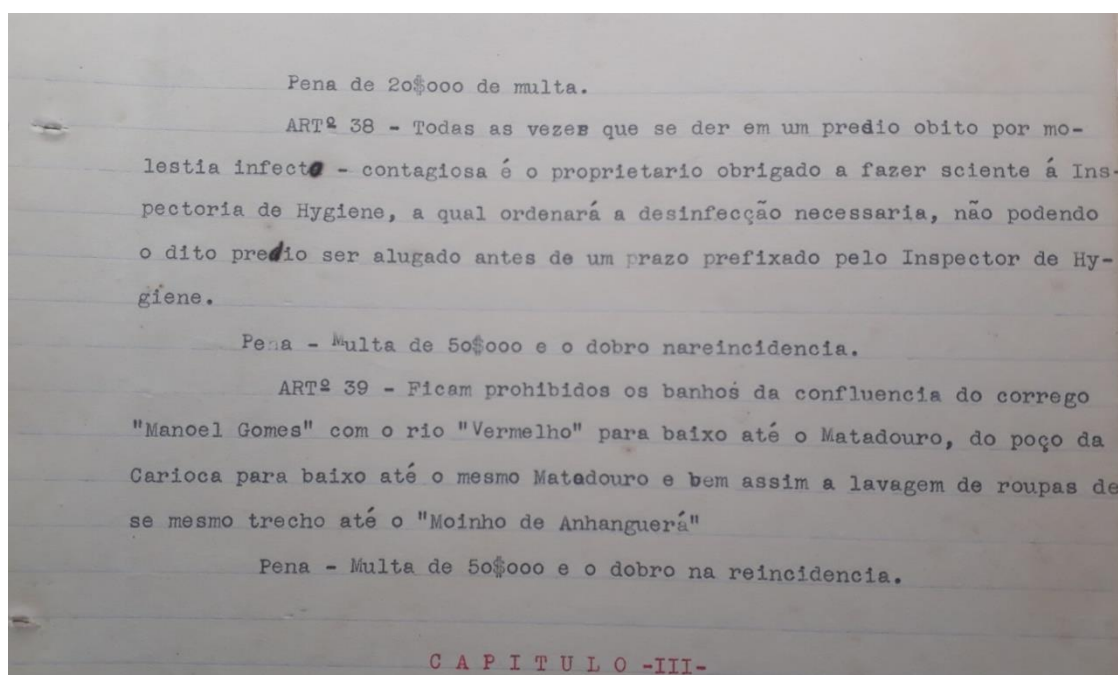 Pena de 20$000 de multa.
ARTº 38 - Todas as vezes que se der em um predio obito por mo-
lestia infecto - contagiosa é o proprietario obrigado a fazer sciente á Ins-
pectoria de Hygiene, a qual ordenará a desinfecção necessaria, não podendo
o dito predio ser alugado antes de um prazo prefixado pelo Inspector de Hy-
giene.
Pena - Multa de 50$000 e o dobro nareincidencia.
ARTº 39 - Ficam prohibidos os banhos da confluencia do corrego
"Manoel Gomes" com o rio "Vermelho" para baixo até o Matadouro, do poço da
Carioca para baixo até o mesmo Matadouro e bem assim a lavagem de roupas de
se mesmo trecho até o "Moinho de Anhanguerá"
Pena - Multa de 50$000 e o dobro na reincidencia.
C A P I T U L O -III-